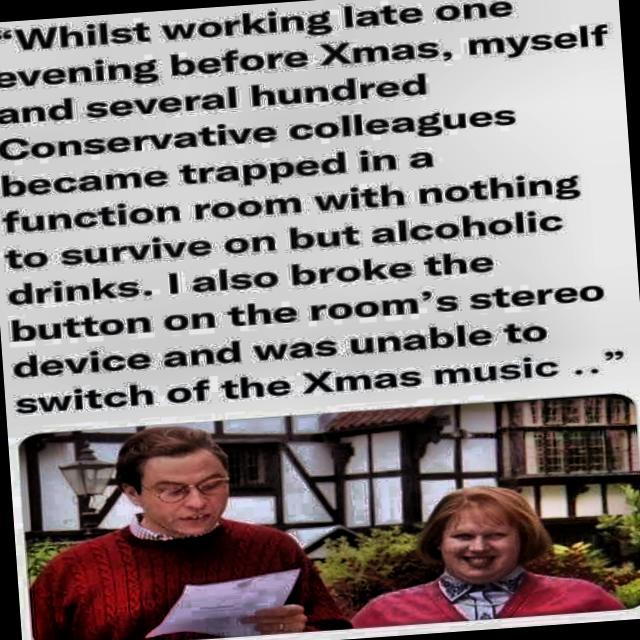 “Whilst working late one
evening before Xmas, myself
and several hundred
Conservative colleagues
became trapped in a
function room with nothing
to survive on but alcoholic
drinks. I also broke the
button on the room’s stereo
device and was unable to
switch of the Xmas music ..”